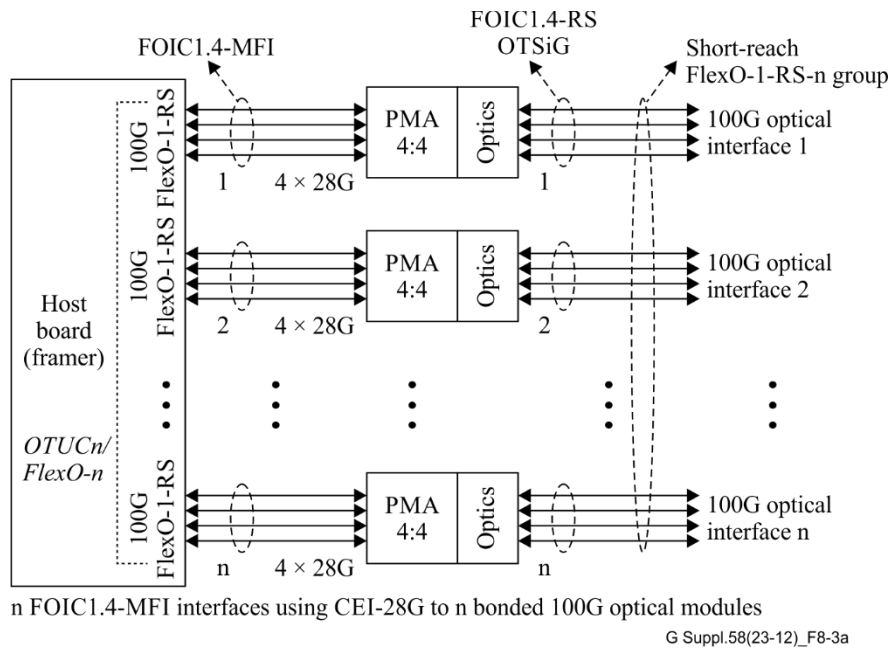 FOIC1.4-RS
OTSiG
FOIC1.4-MFI
Short-reach
FlexO-1-RS-n group
100G
FlexO-1-RS
PMA
4:4
Optics
100G optical
interface 1
1
4 × 28G
1
100G
FlexO-1-RS
PMA
4:4
Optics
100G optical
interface 2
2
4 × 28G
2
Host
board
(framer)
OTUCn/
FlexO-n
100G
FlexO-1-RS
PMA
4:4
Optics
100G optical
interface n
n
4 × 28G
n
n FOIC1.4-MFI interfaces using CEI-28G to n bonded 100G optical modules
G Suppl.58(23-12)_F8-3a